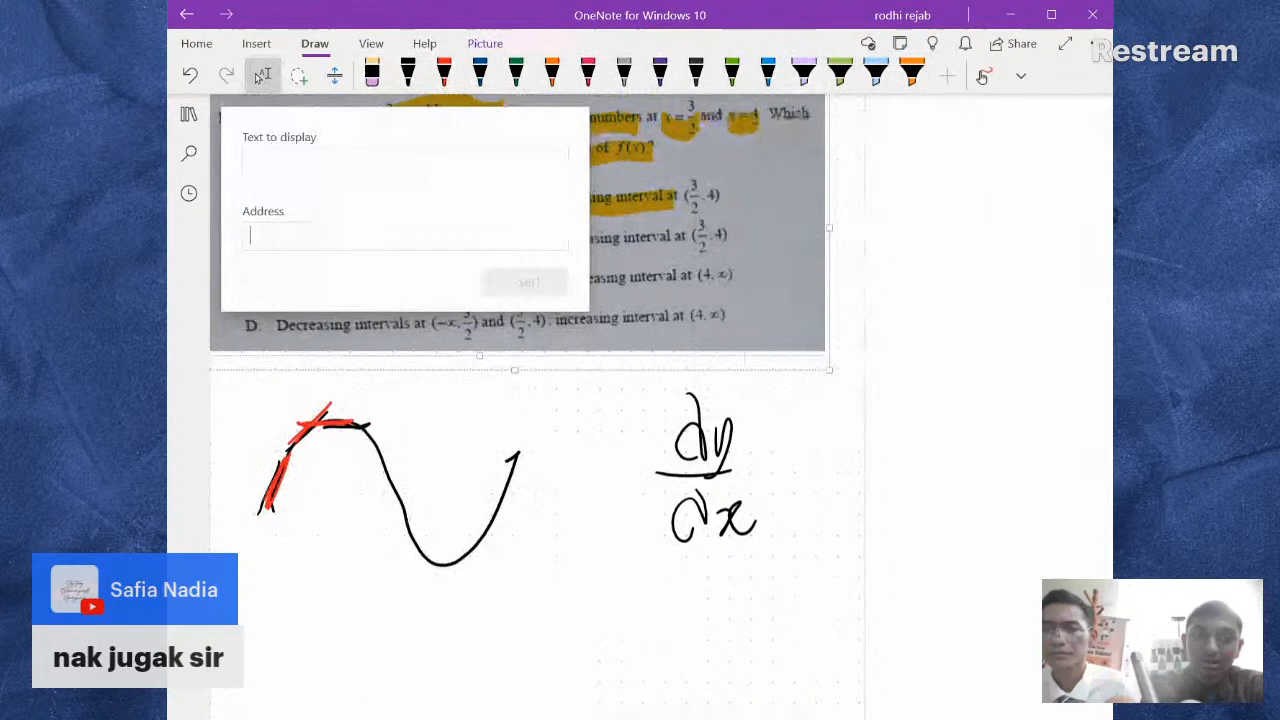 OneNote for Windows 10
rodhi rejab
Home Insert Draw View Help Picture
Share
Restream
Text to display
Address
numbers at x = 3/2 and x = 4 Which
of f(x)?
ing interval at (3/2, 4)
asing interval at (3/2, 4)
easing interval at (4, ∞)
D. Decreasing intervals at (-∞, 3/2) and (3/2, 4); increasing interval at (4, ∞)
dy
dx
Safia Nadia
nak jugak sir